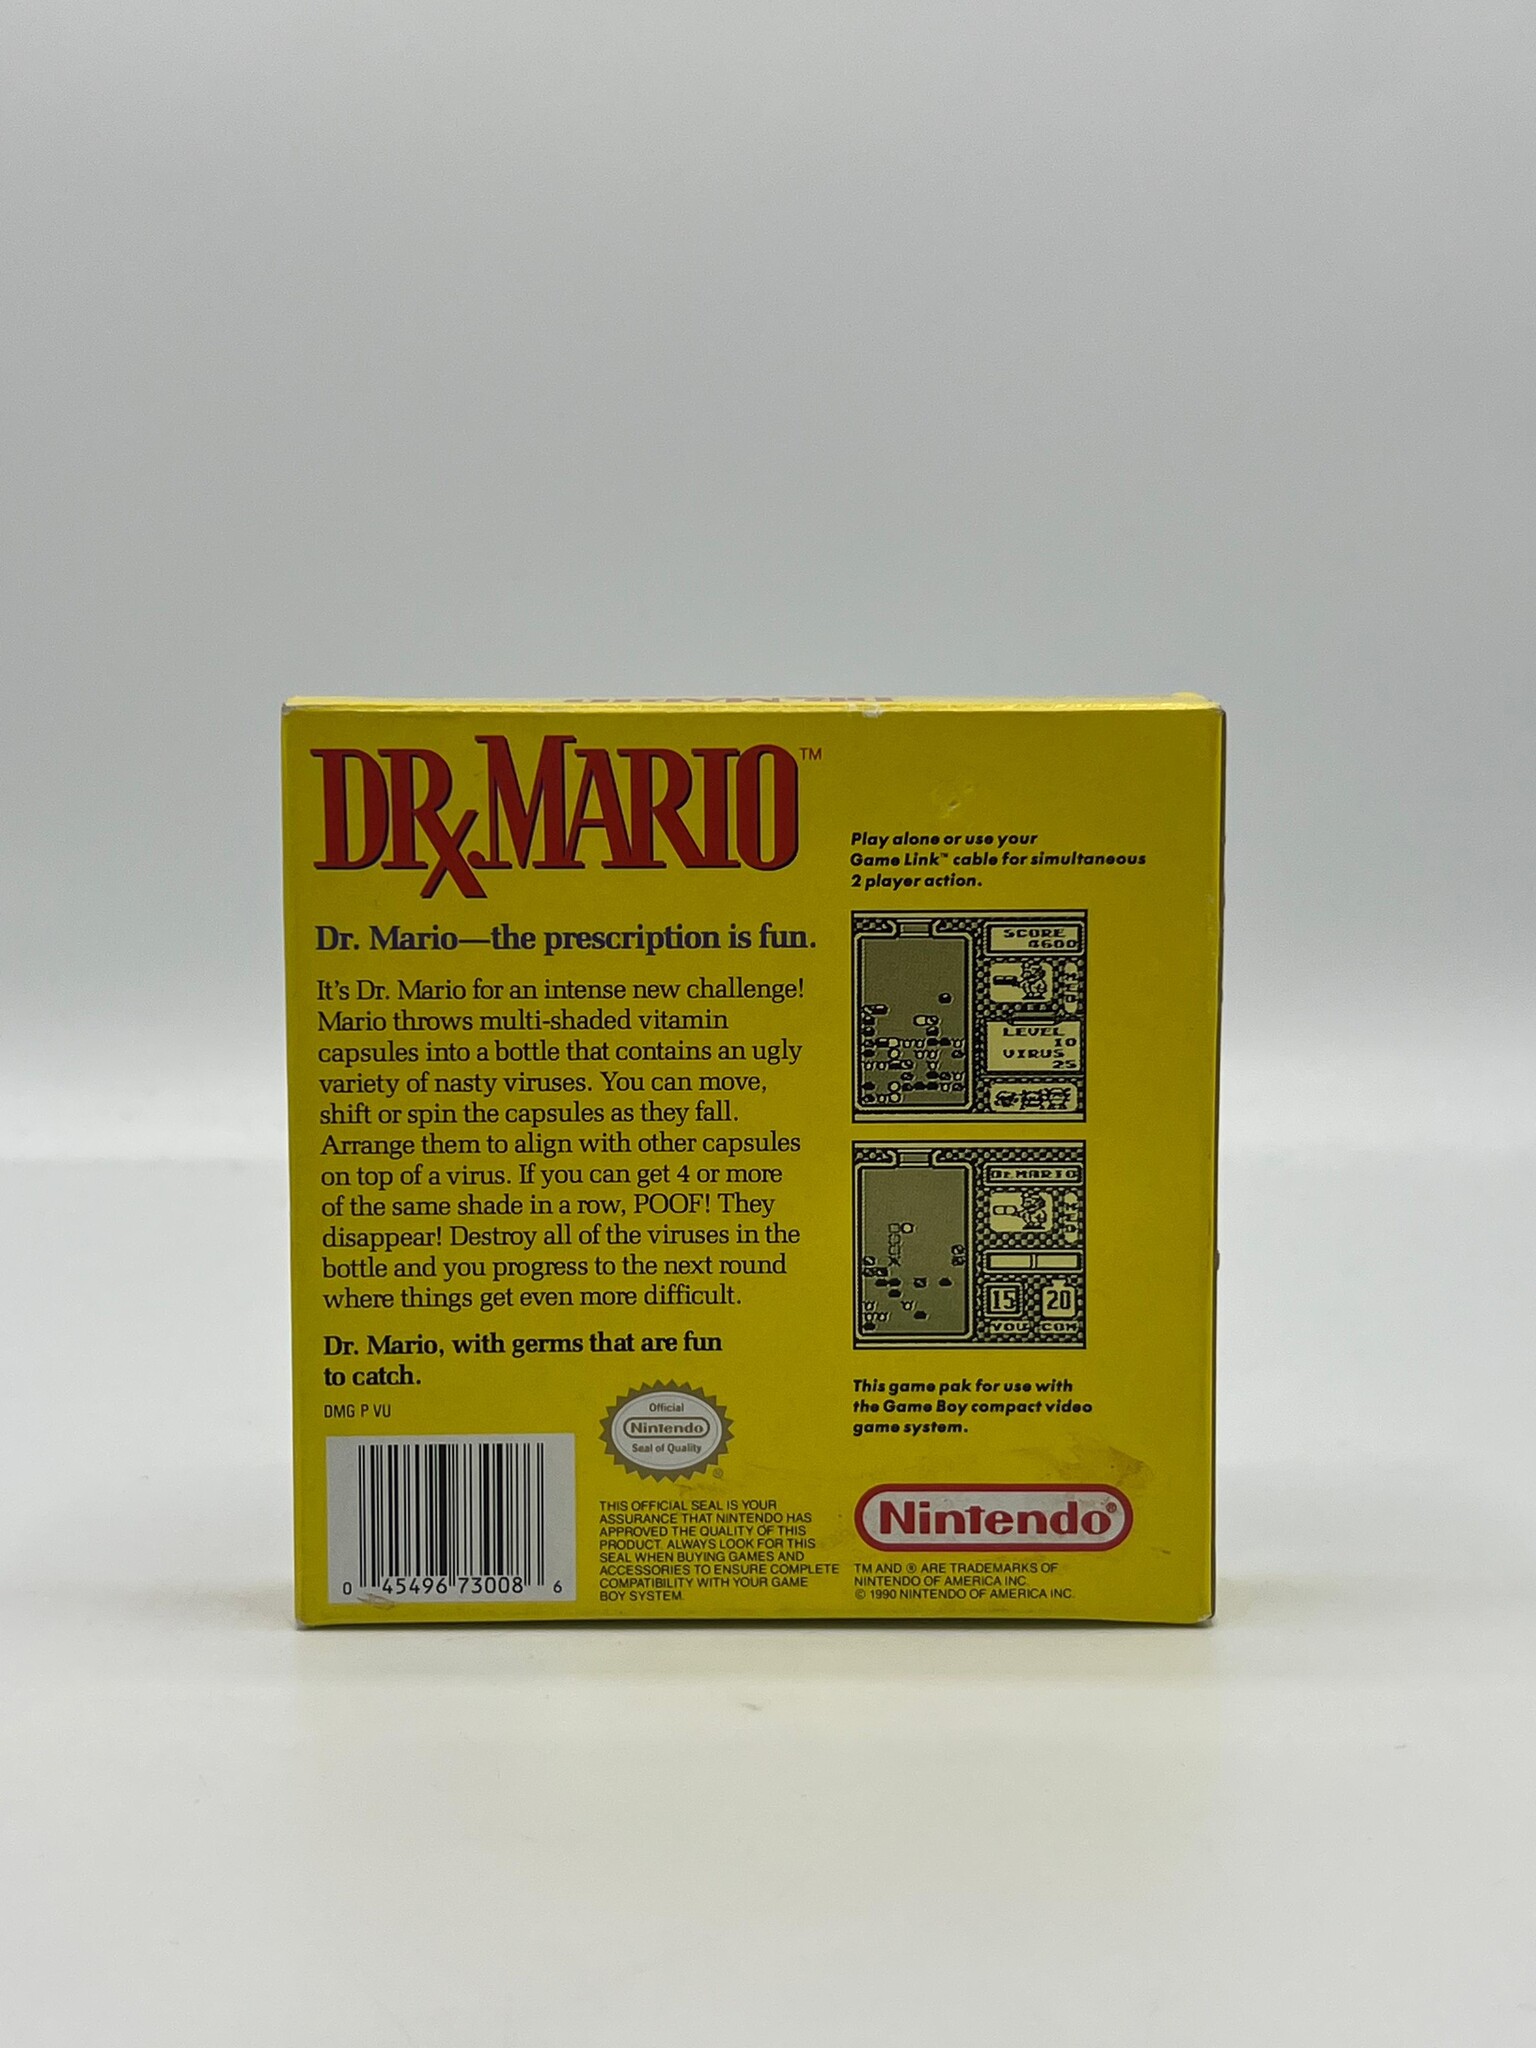 DRx.MARIO™
Dr. Mario—the prescription is fun.
It's Dr. Mario for an intense new challenge!
Mario throws multi-shaded vitamin
capsules into a bottle that contains an ugly
variety of nasty viruses. You can move,
shift or spin the capsules as they fall.
Arrange them to align with other capsules
on top of a virus. If you can get 4 or more
of the same shade in a row, POOF! They
disappear! Destroy all of the viruses in the
bottle and you progress to the next round
where things get even more difficult.
Dr. Mario, with germs that are fun
to catch.
DMG P VU
0 45496 73008 6
Official
Nintendo
Seal of Quality
®
THIS OFFICIAL SEAL IS YOUR
ASSURANCE THAT NINTENDO HAS
APPROVED THE QUALITY OF THIS
PRODUCT. ALWAYS LOOK FOR THIS
SEAL WHEN BUYING GAMES AND
ACCESSORIES TO ENSURE COMPLETE
COMPATIBILITY WITH YOUR GAME
BOY SYSTEM.
Play alone or use your
Game Link™ cable for simultaneous
2 player action.
SCORE
4600
MED
LEVEL
10
VIRUS
25
Dr. MARIO
MED
15 20
YOU COM
This game pak for use with
the Game Boy compact video
game system.
Nintendo®
TM AND ® ARE TRADEMARKS OF
NINTENDO OF AMERICA INC.
© 1990 NINTENDO OF AMERICA INC.